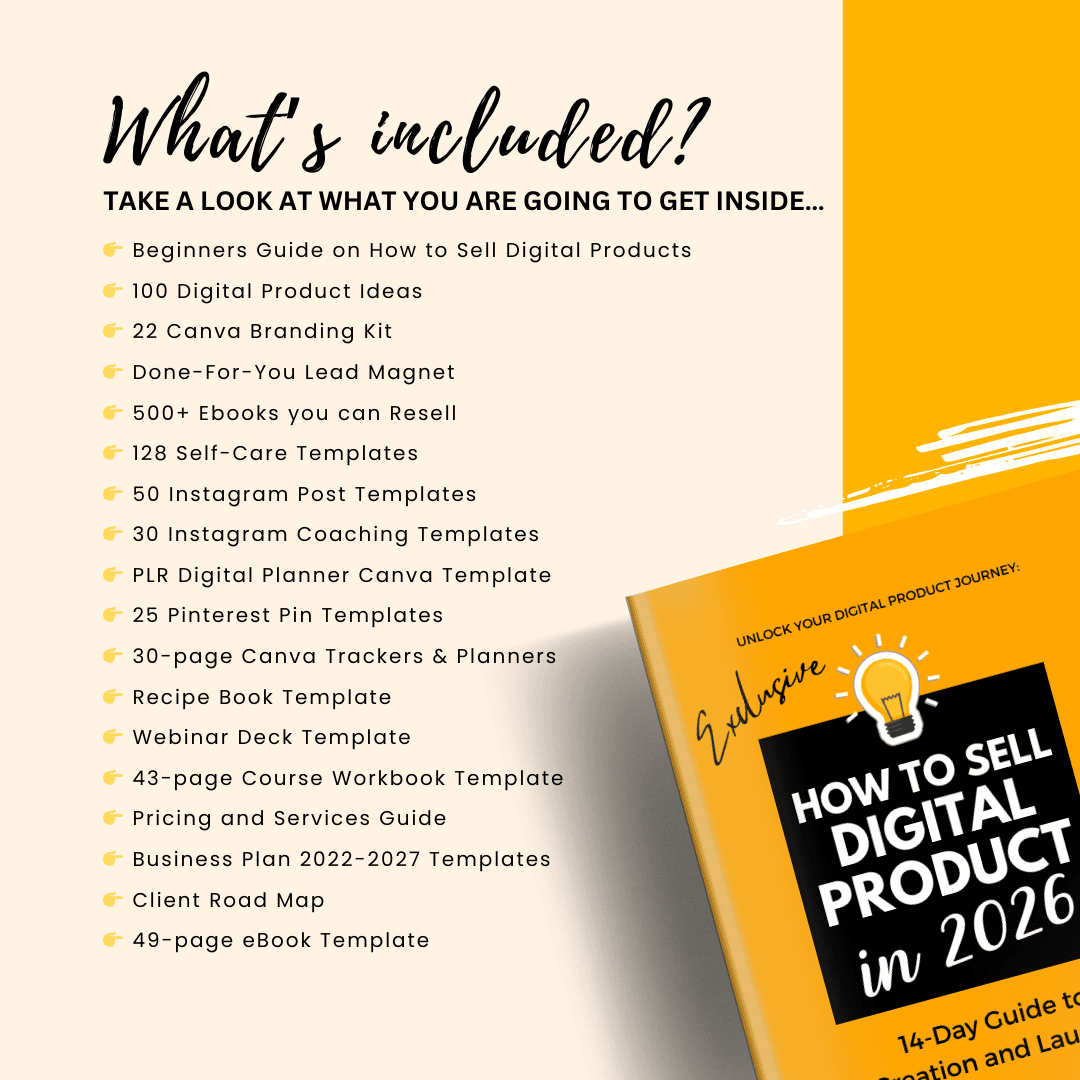 What's included?
TAKE A LOOK AT WHAT YOU ARE GOING TO GET INSIDE...
Beginners Guide on How to Sell Digital Products
100 Digital Product Ideas
22 Canva Branding Kit
Done-For-You Lead Magnet
500+ Ebooks you can Resell
128 Self-Care Templates
50 Instagram Post Templates
30 Instagram Coaching Templates
PLR Digital Planner Canva Template
25 Pinterest Pin Templates
30-page Canva Trackers & Planners
Recipe Book Template
Webinar Deck Template
43-page Course Workbook Template
Pricing and Services Guide
Business Plan 2022-2027 Templates
Client Road Map
49-page eBook Template
UNLOCK YOUR DIGITAL PRODUCT JOURNEY:
Exclusive
HOW TO SELL
DIGITAL
PRODUCT
in 2026
14-Day Guide to
and